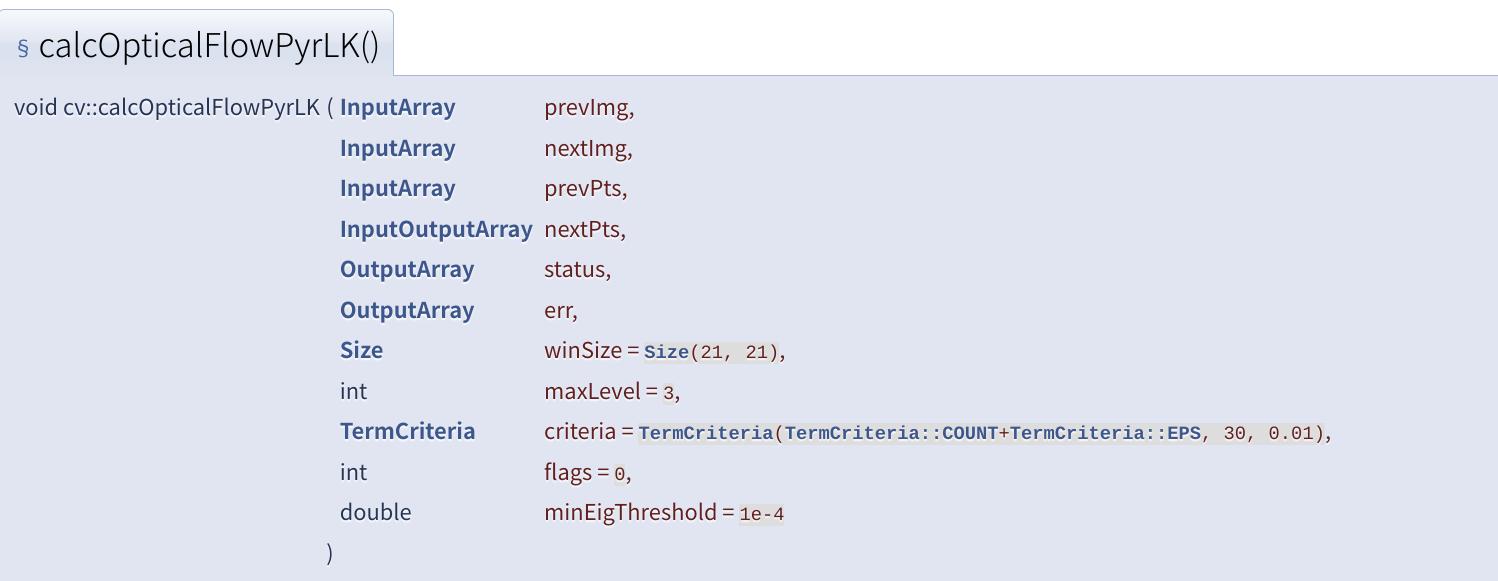 § calcOpticalFlowPyrLK()
void cv::calcOpticalFlowPyrLK ( InputArray prevImg,
InputArray nextImg,
InputArray prevPts,
InputOutputArray nextPts,
OutputArray status,
OutputArray err,
Size winSize = Size(21, 21),
int maxLevel = 3,
TermCriteria criteria = TermCriteria(TermCriteria::COUNT+TermCriteria::EPS, 30, 0.01),
int flags = 0,
double minEigThreshold = 1e-4
)